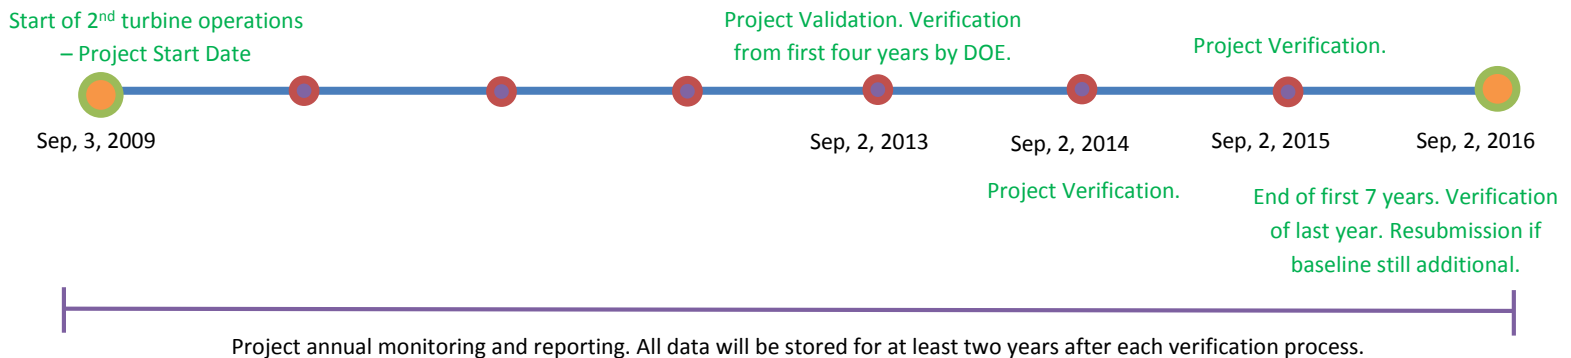 Start of 2nd turbine operations
– Project Start Date
Project Validation. Verification
from first four years by DOE.
Project Verification.
Sep, 3, 2009
Sep, 2, 2013
Sep, 2, 2014
Sep, 2, 2015
Sep, 2, 2016
Project Verification.
End of first 7 years. Verification
of last year. Resubmission if
baseline still additional.
Project annual monitoring and reporting. All data will be stored for at least two years after each verification process.